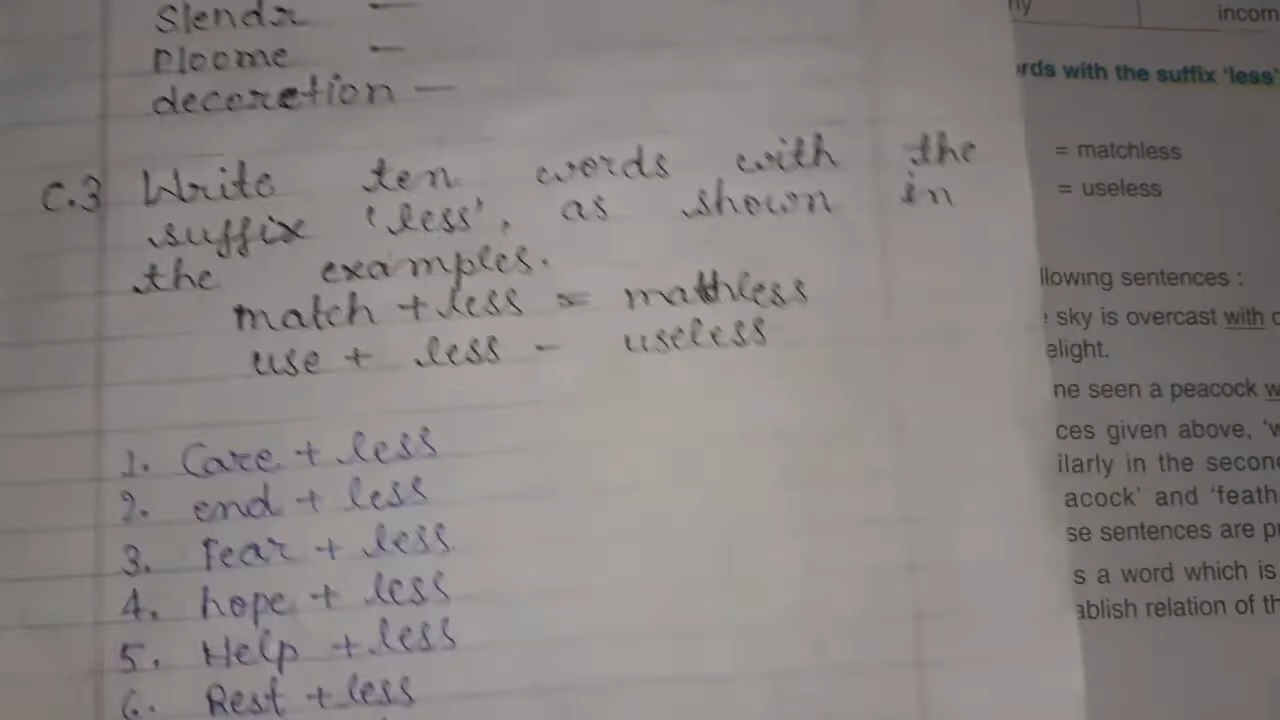 Slendr —
Ploome —
decoretion —
C.3 Write ten words with the
suffix 'less', as shown in
the examples.
match + less = mathless
use + less - useless
1. Care + less
2. end + less
3. Fear + less
4. hope + less
5. Help + less
6. Rest + less
incom
rds with the suffix 'less'
= matchless
= useless
llowing sentences :
sky is overcast with
elight.
ne seen a peacock w
ces given above, 'w
ilarly in the secon
acock' and 'feath
se sentences are pr
s a word which is
ablish relation of th